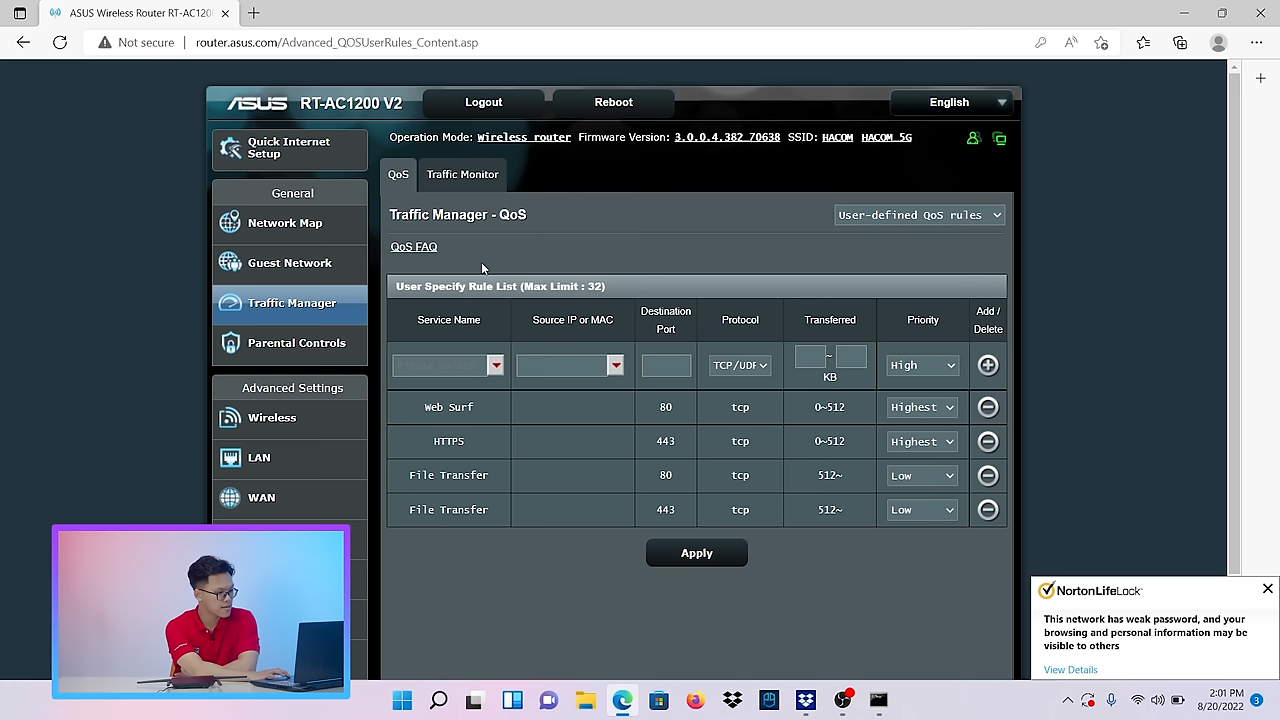 ASUS Wireless Router RT-AC120
Not secure
router.asus.com/Advanced_QOSUserRules_Content.asp
ASUS RT-AC1200 V2
Logout
Reboot
English
Quick Internet
Setup
Operation Mode: Wireless router Firmware Version: 3.0.0.4.382_70638 SSID: HACOM HACOM_5G
QoS
Traffic Monitor
General
Network Map
Guest Network
Traffic Manager
Parental Controls
Advanced Settings
Wireless
LAN
WAN
Traffic Manager - QoS
User-defined QoS rules
QoS FAQ
User Specify Rule List (Max Limit : 32)
Service Name
Source IP or MAC
Destination
Port
Protocol
Transferred
Priority
Add /
Delete
TCP/UDP
~
KB
High
Web Surf 80 tcp 0~512 Highest
HTTPS 443 tcp 0~512 Highest
File Transfer 80 tcp 512~ Low
File Transfer 443 tcp 512~ Low
Apply
NortonLifeLock
This network has weak password, and your
browsing and personal information may be
visible to others
View Details
2:01 PM
8/20/2022
3